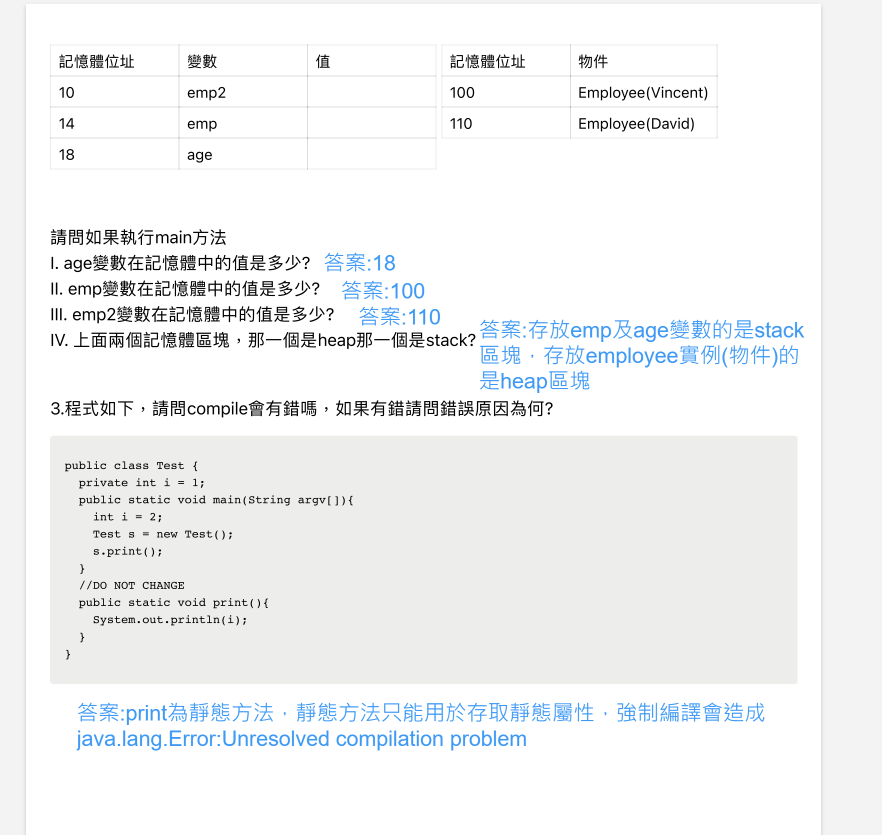 記憶體位址 變數 值 記憶體位址 物件
10 emp2 100 Employee(Vincent)
14 emp 110 Employee(David)
18 age
請問如果執行main方法
I. age變數在記憶體中的值是多少? 答案:18
II. emp變數在記憶體中的值是多少? 答案:100
III. emp2變數在記憶體中的值是多少? 答案:110
IV. 上面兩個記憶體區塊,那一個是heap那一個是stack? 答案:存放emp及age變數的是stack
區塊,存放employee實例(物件)的
是heap區塊
3.程式如下,請問compile會有錯嗎,如果有錯請問錯誤原因為何?
public class Test {
private int i = 1;
public static void main(String argv[]){
int i = 2;
Test s = new Test();
s.print();
}
//DO NOT CHANGE
public static void print(){
System.out.println(i);
}
}
答案:print為靜態方法,靜態方法只能用於存取靜態屬性,強制編譯會造成
java.lang.Error:Unresolved compilation problem